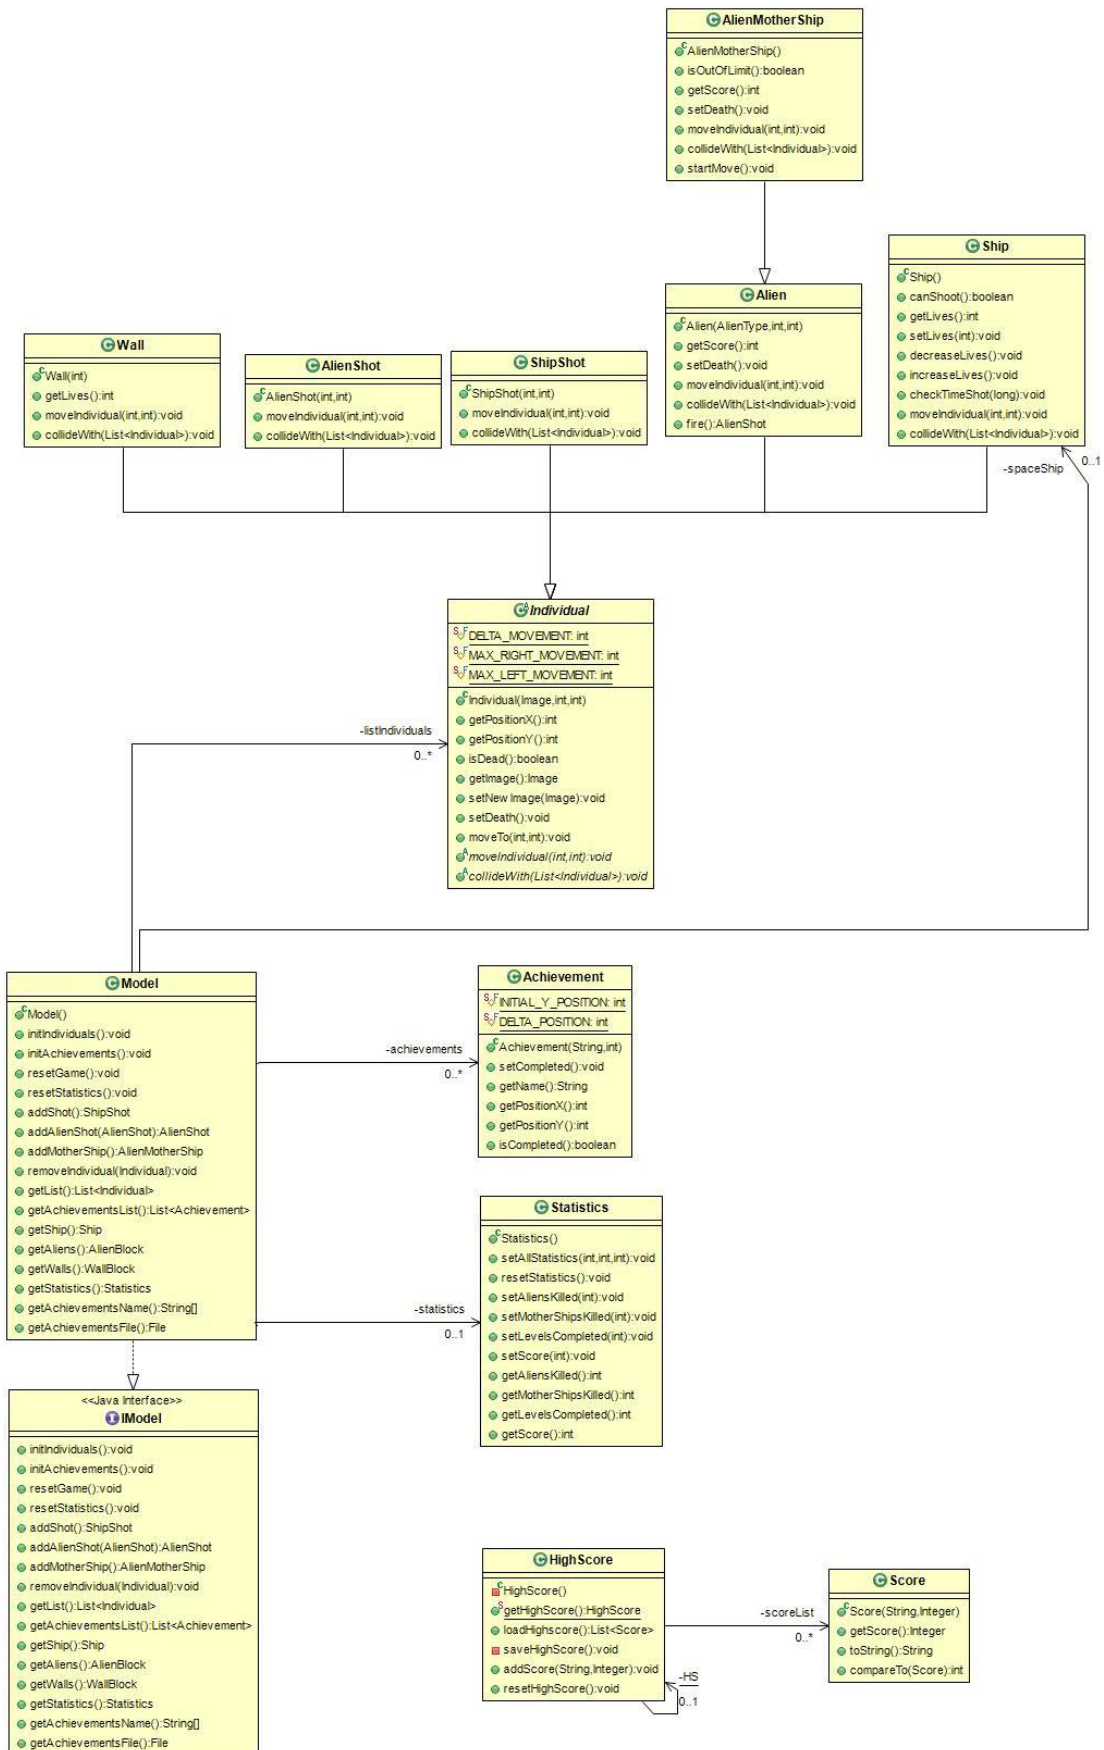 AlienMotherShip
AlienMotherShip()
isOutOfLimit():boolean
getScore():int
setDeath():void
moveIndividual(int,int):void
collideWith(List<Individual>):void
startMove():void
Ship
Ship()
canShoot():boolean
getLives():int
setLives(int):void
decreaseLives():void
increaseLives():void
checkTimeShot(long):void
moveIndividual(int,int):void
collideWith(List<Individual>):void
Alien
Alien(AlienType,int,int)
getScore():int
setDeath():void
moveIndividual(int,int):void
collideWith(List<Individual>):void
fire():AlienShot
Wall
Wall(int)
getLives():int
moveIndividual(int,int):void
collideWith(List<Individual>):void
AlienShot
AlienShot(int,int)
moveIndividual(int,int):void
collideWith(List<Individual>):void
ShipShot
ShipShot(int,int)
moveIndividual(int,int):void
collideWith(List<Individual>):void
-spaceShip
0..1
Individual
DELTA_MOVEMENT: int
MAX_RIGHT_MOVEMENT: int
MAX_LEFT_MOVEMENT: int
Individual(Image,int,int)
getPositionX():int
getPositionY():int
isDead():boolean
getImage():Image
setNewImage(Image):void
setDeath():void
moveTo(int,int):void
moveIndividual(int,int):void
collideWith(List<Individual>):void
-listIndividuals
0..*
Model
Model()
initIndividuals():void
initAchievements():void
resetGame():void
resetStatistics():void
addShot():ShipShot
addAlienShot(AlienShot):AlienShot
addMotherShip():AlienMotherShip
removeIndividual(Individual):void
getList():List<Individual>
getAchievementsList():List<Achievement>
getShip():Ship
getAliens():AlienBlock
getWalls():WallBlock
getStatistics():Statistics
getAchievementsName():String[]
getAchievementsFile():File
-achievements
0..*
Achievement
INITIAL_Y_POSITION: int
DELTA_POSITION: int
Achievement(String,int)
setCompleted():void
getName():String
getPositionX():int
getPositionY():int
isCompleted():boolean
-statistics
0..1
Statistics
Statistics()
setAllStatistics(int,int,int):void
resetStatistics():void
setAliensKilled(int):void
setMotherShipsKilled(int):void
setLevelsCompleted(int):void
setScore(int):void
getAliensKilled():int
getMotherShipsKilled():int
getLevelsCompleted():int
getScore():int
<<Java Interface>>
IModel
initIndividuals():void
initAchievements():void
resetGame():void
resetStatistics():void
addShot():ShipShot
addAlienShot(AlienShot):AlienShot
addMotherShip():AlienMotherShip
removeIndividual(Individual):void
getList():List<Individual>
getAchievementsList():List<Achievement>
getShip():Ship
getAliens():AlienBlock
getWalls():WallBlock
getStatistics():Statistics
getAchievementsName():String[]
getAchievementsFile():File
HighScore
HighScore()
getHighScore():HighScore
loadHighscore():List<Score>
saveHighScore():void
addScore(String,Integer):void
resetHighScore():void
-HS
0..1
-scoreList
0..*
Score
Score(String,Integer)
getScore():Integer
toString():String
compareTo(Score):int